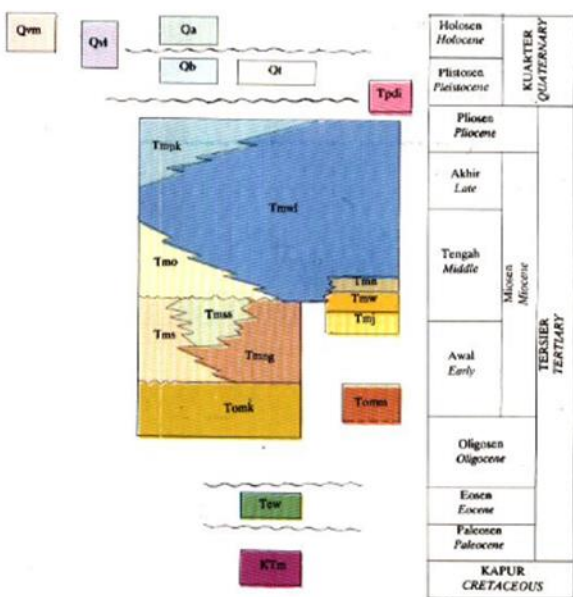 Qvm
Qvl
Qa
Qb
Qt
Tpdi
Tmpk
Tmwl
Tmo
Tmn
Tmw
Tmj
Tmss
Tms
Tmng
Tomk
Tomm
Tew
KTm
Holosen
Holocene
Plistosen
Pleistocene
KUARTER
QUATERNARY
Pliosen
Pliocene
Akhir
Late
Tengah
Middle
Awal
Early
Miosen
Miocene
Oligosen
Oligocene
Eosen
Eocene
Paleosen
Paleocene
TERSIER
TERTIARY
KAPUR
CRETACEOUS